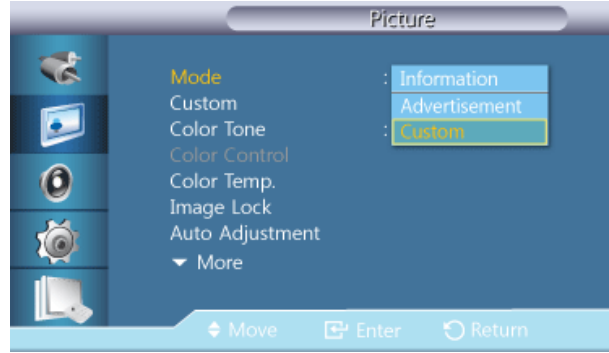 Picture
Mode : Information
Custom Advertisement
Color Tone : Custom
Color Control
Color Temp.
Image Lock
Auto Adjustment
More
Move Enter Return